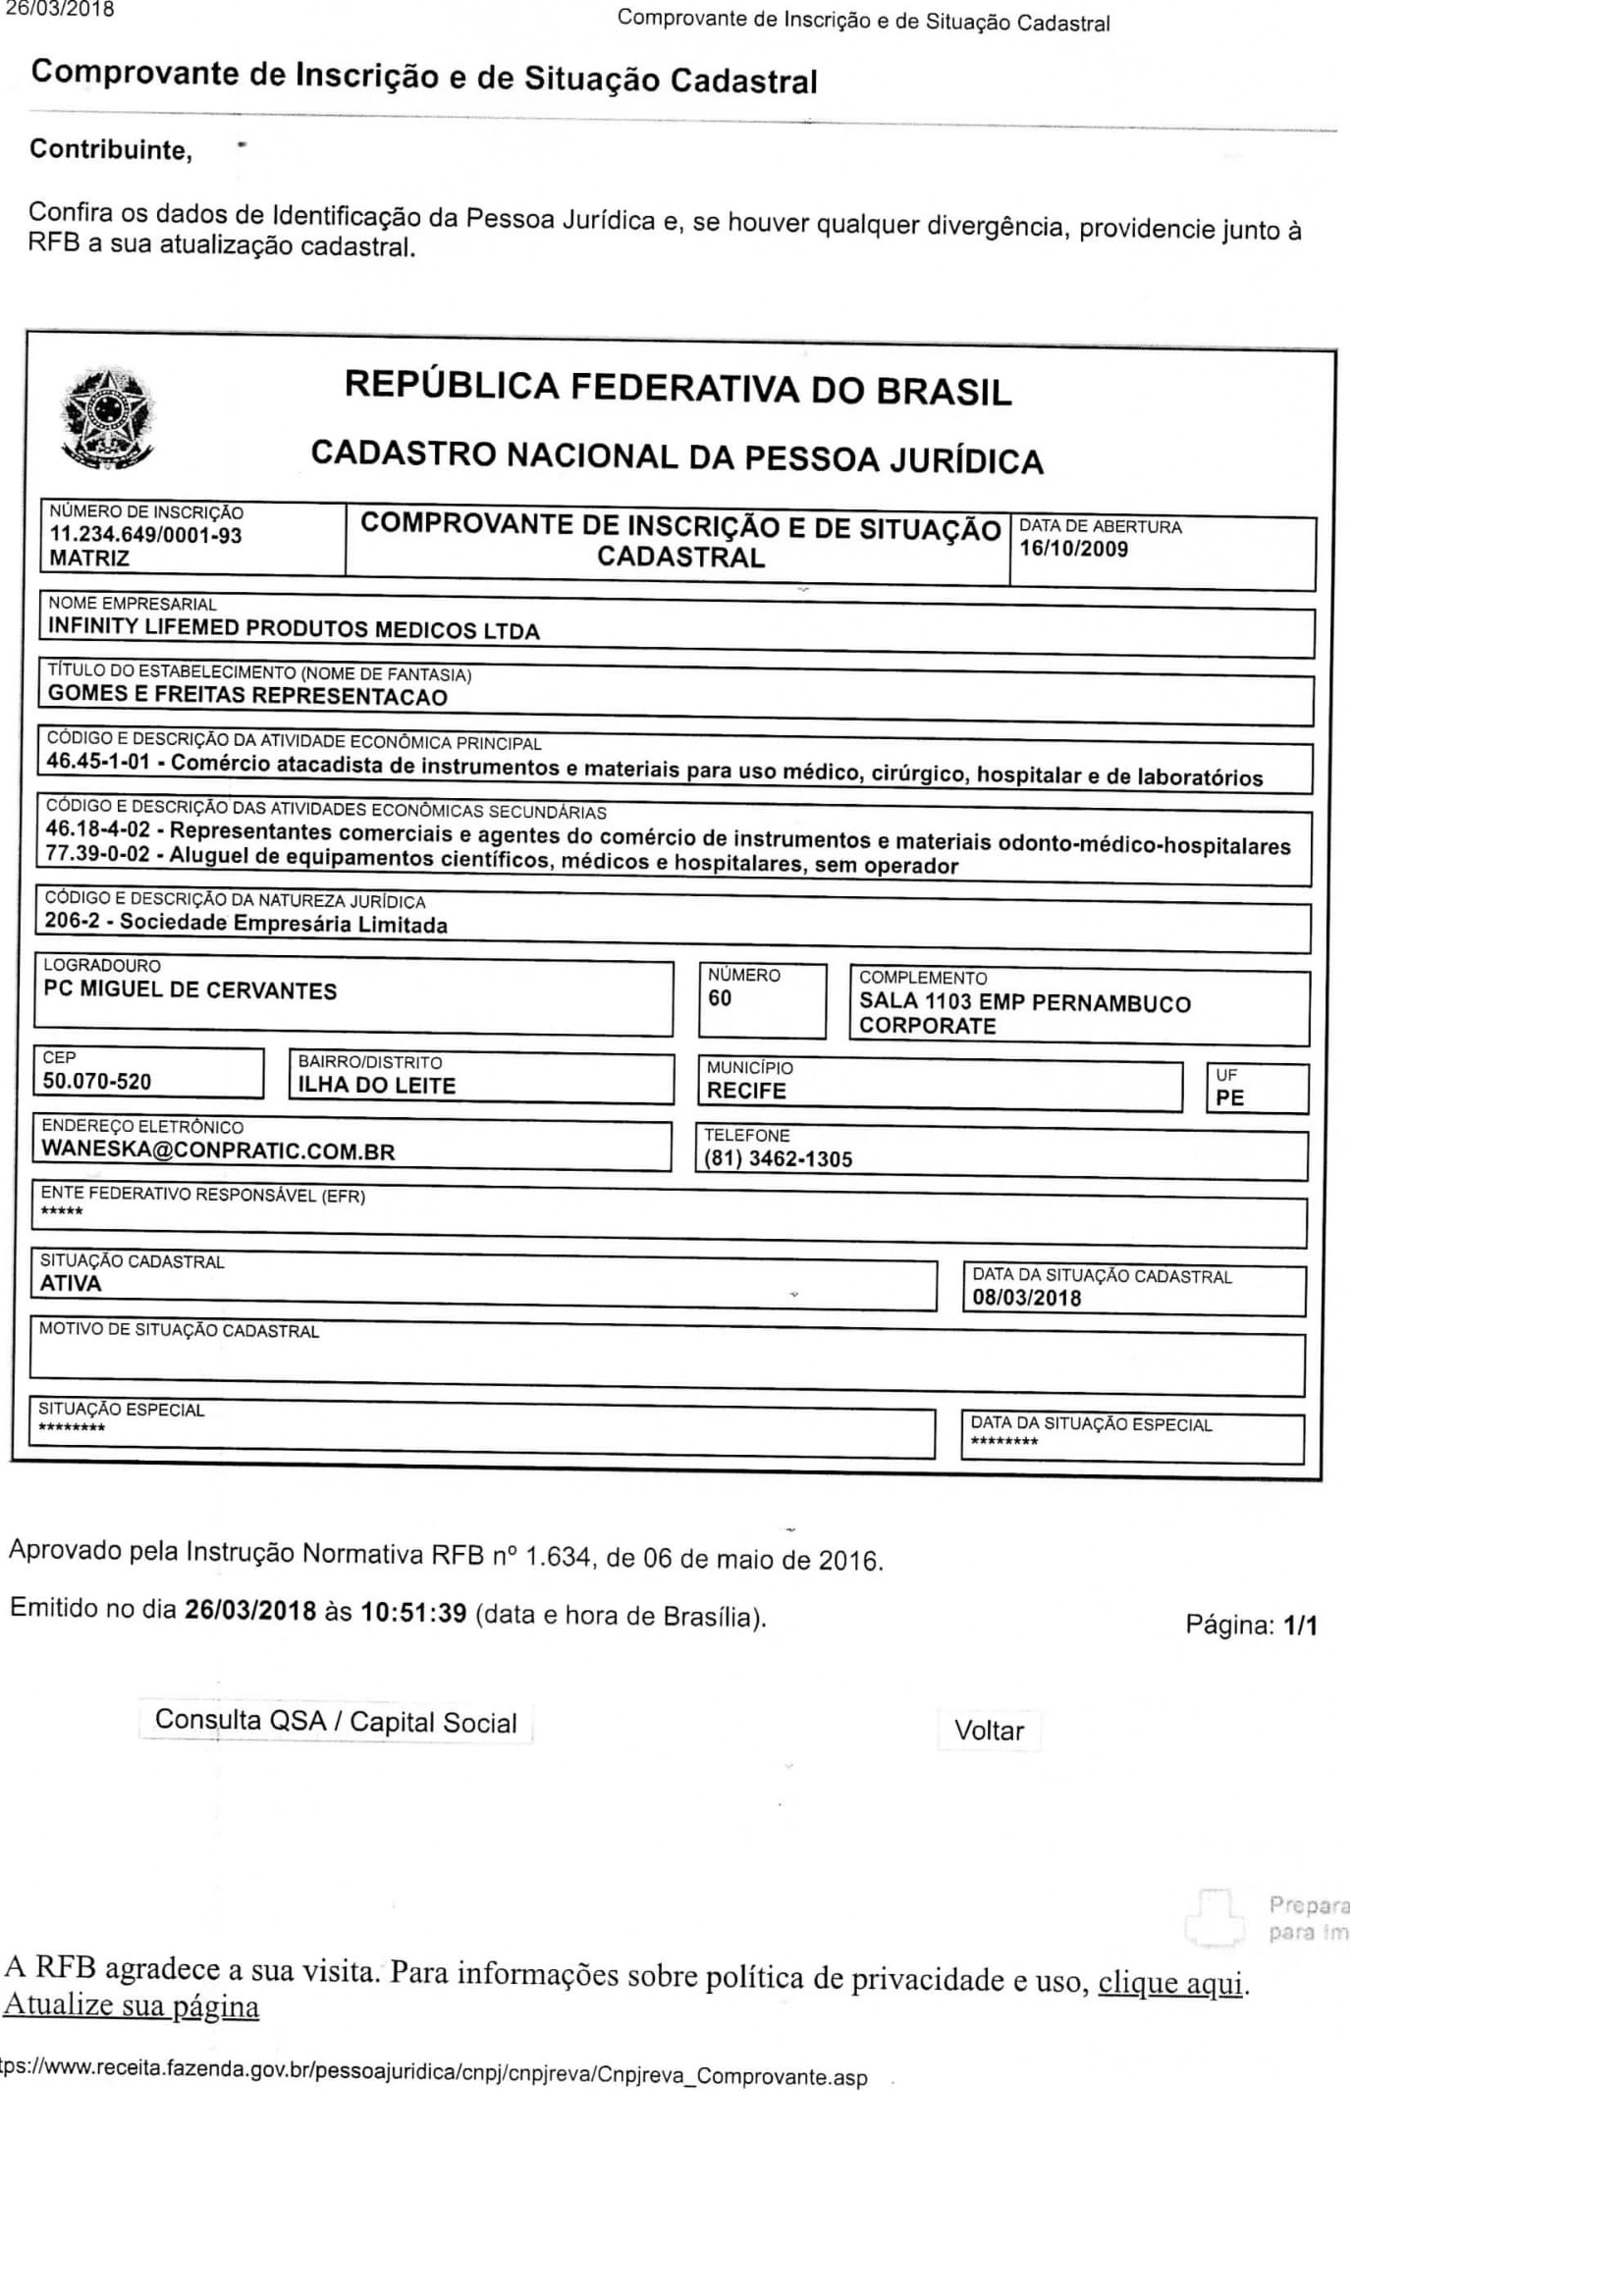 26/03/2018
Comprovante de Inscrição e de Situação Cadastral
Comprovante de Inscrição e de Situação Cadastral
Contribuinte,
Confira os dados de Identificação da Pessoa Jurídica e, se houver qualquer divergência, providencie junto à
RFB a sua atualização cadastral.
REPÚBLICA FEDERATIVA DO BRASIL
CADASTRO NACIONAL DA PESSOA JURÍDICA
NÚMERO DE INSCRIÇÃO
11.234.649/0001-93
MATRIZ
COMPROVANTE DE INSCRIÇÃO E DE SITUAÇÃO
CADASTRAL
DATA DE ABERTURA
16/10/2009
NOME EMPRESARIAL
INFINITY LIFEMED PRODUTOS MEDICOS LTDA
TÍTULO DO ESTABELECIMENTO (NOME DE FANTASIA)
GOMES E FREITAS REPRESENTACAO
CÓDIGO E DESCRIÇÃO DA ATIVIDADE ECONÔMICA PRINCIPAL
46.45-1-01 - Comércio atacadista de instrumentos e materiais para uso médico, cirúrgico, hospitalar e de laboratórios
CÓDIGO E DESCRIÇÃO DAS ATIVIDADES ECONÔMICAS SECUNDÁRIAS
46.18-4-02 - Representantes comerciais e agentes do comércio de instrumentos e materiais odonto-médico-hospitalares
77.39-0-02 - Aluguel de equipamentos científicos, médicos e hospitalares, sem operador
CÓDIGO E DESCRIÇÃO DA NATUREZA JURÍDICA
206-2 - Sociedade Empresária Limitada
LOGRADOURO
PC MIGUEL DE CERVANTES
NÚMERO
60
COMPLEMENTO
SALA 1103 EMP PERNAMBUCO
CORPORATE
CEP
50.070-520
BAIRRO/DISTRITO
ILHA DO LEITE
MUNICÍPIO
RECIFE
UF
PE
ENDEREÇO ELETRÔNICO
WANESKA@CONPRATIC.COM.BR
TELEFONE
(81) 3462-1305
ENTE FEDERATIVO RESPONSÁVEL (EFR)
*****
SITUAÇÃO CADASTRAL
ATIVA
DATA DA SITUAÇÃO CADASTRAL
08/03/2018
MOTIVO DE SITUAÇÃO CADASTRAL
SITUAÇÃO ESPECIAL
********
DATA DA SITUAÇÃO ESPECIAL
********
Aprovado pela Instrução Normativa RFB nº 1.634, de 06 de maio de 2016.
Emitido no dia 26/03/2018 às 10:51:39 (data e hora de Brasília).
Página: 1/1
Consulta QSA / Capital Social
Voltar
Prepara
para im
A RFB agradece a sua visita. Para informações sobre política de privacidade e uso, clique aqui.
Atualize sua página
tps://www.receita.fazenda.gov.br/pessoajuridica/cnpj/cnpjreva/Cnpjreva_Comprovante.asp